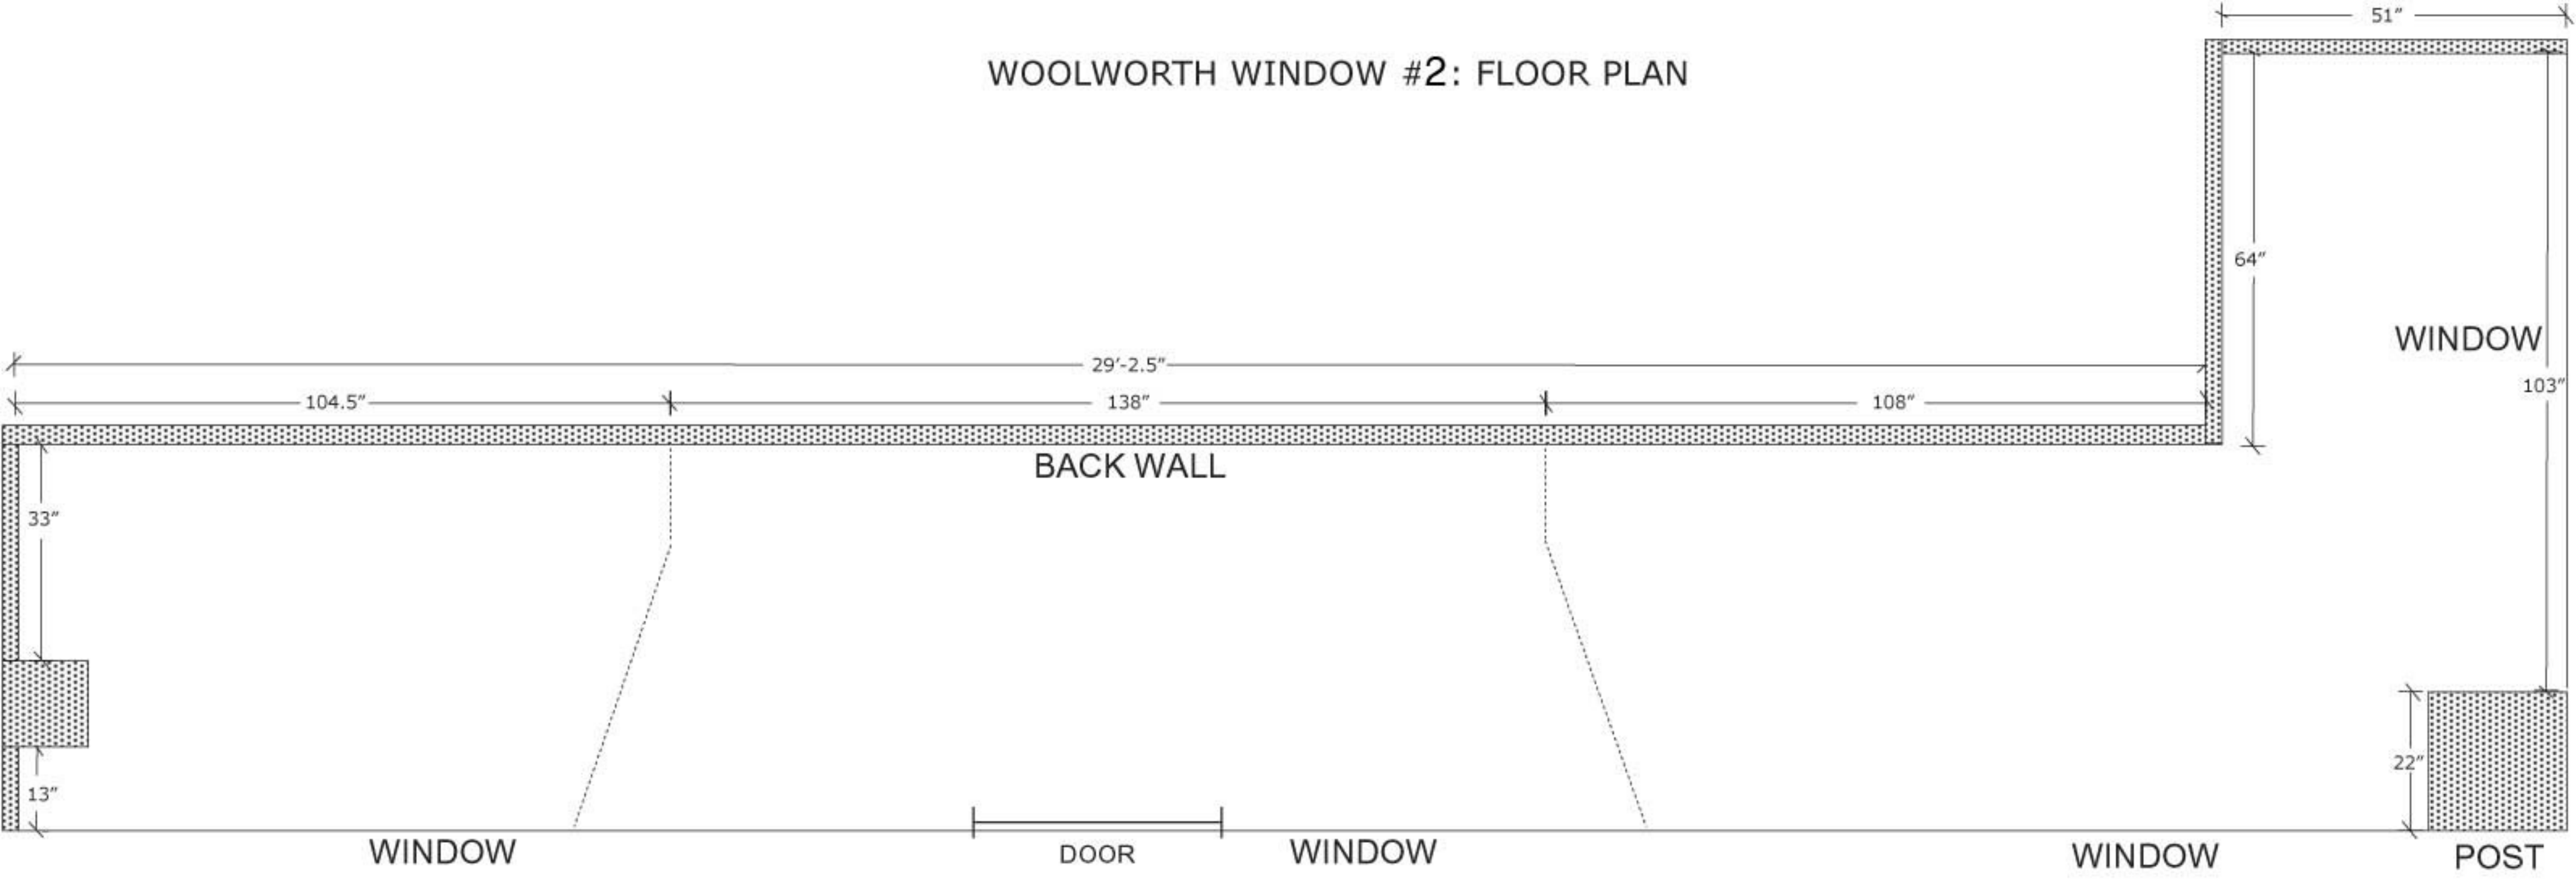 51”
WOOLWORTH WINDOW #2: FLOOR PLAN
64”
WINDOW
29’-2.5”
103”
104.5”
138”
108”
BACK WALL
33”
22”
13”
WINDOW
DOOR
WINDOW
WINDOW
POST